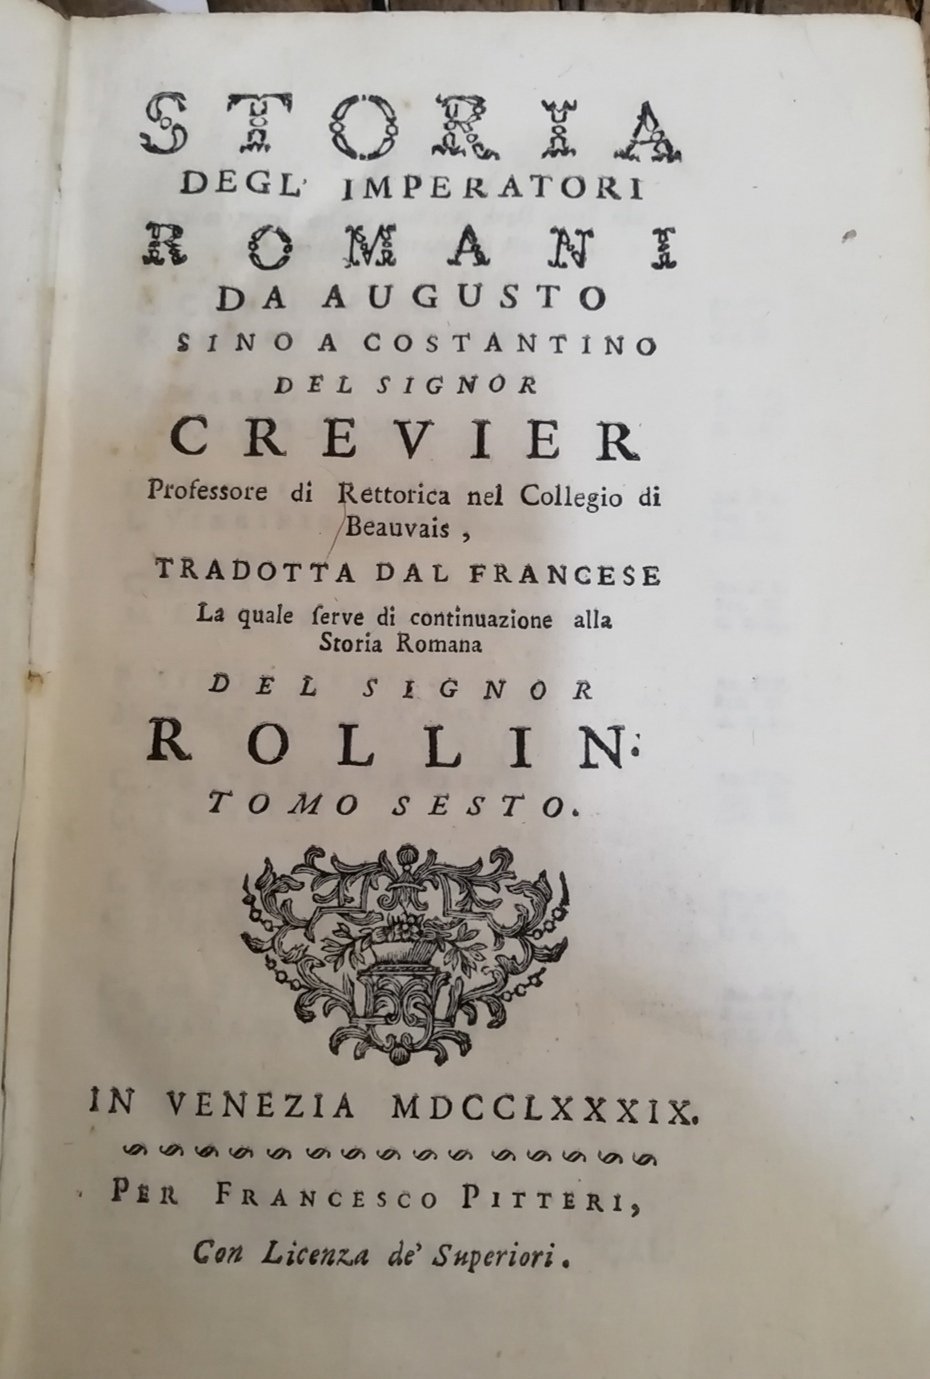 STORIA
DEGL' IMPERATORI
ROMANI
DA AUGUSTO
SINO A COSTANTINO
DEL SIGNOR
CREVIER
Professore di Rettorica nel Collegio di
Beauvais ,
TRADOTTA DAL FRANCESE
La quale ſerve di continuazione alla
Storia Romana
DEL SIGNOR
ROLLIN.
TOMO SESTO.
IN VENEZIA MDCCLXXXIX.
PER FRANCESCO PITTERI,
Con Licenza de' Superiori.